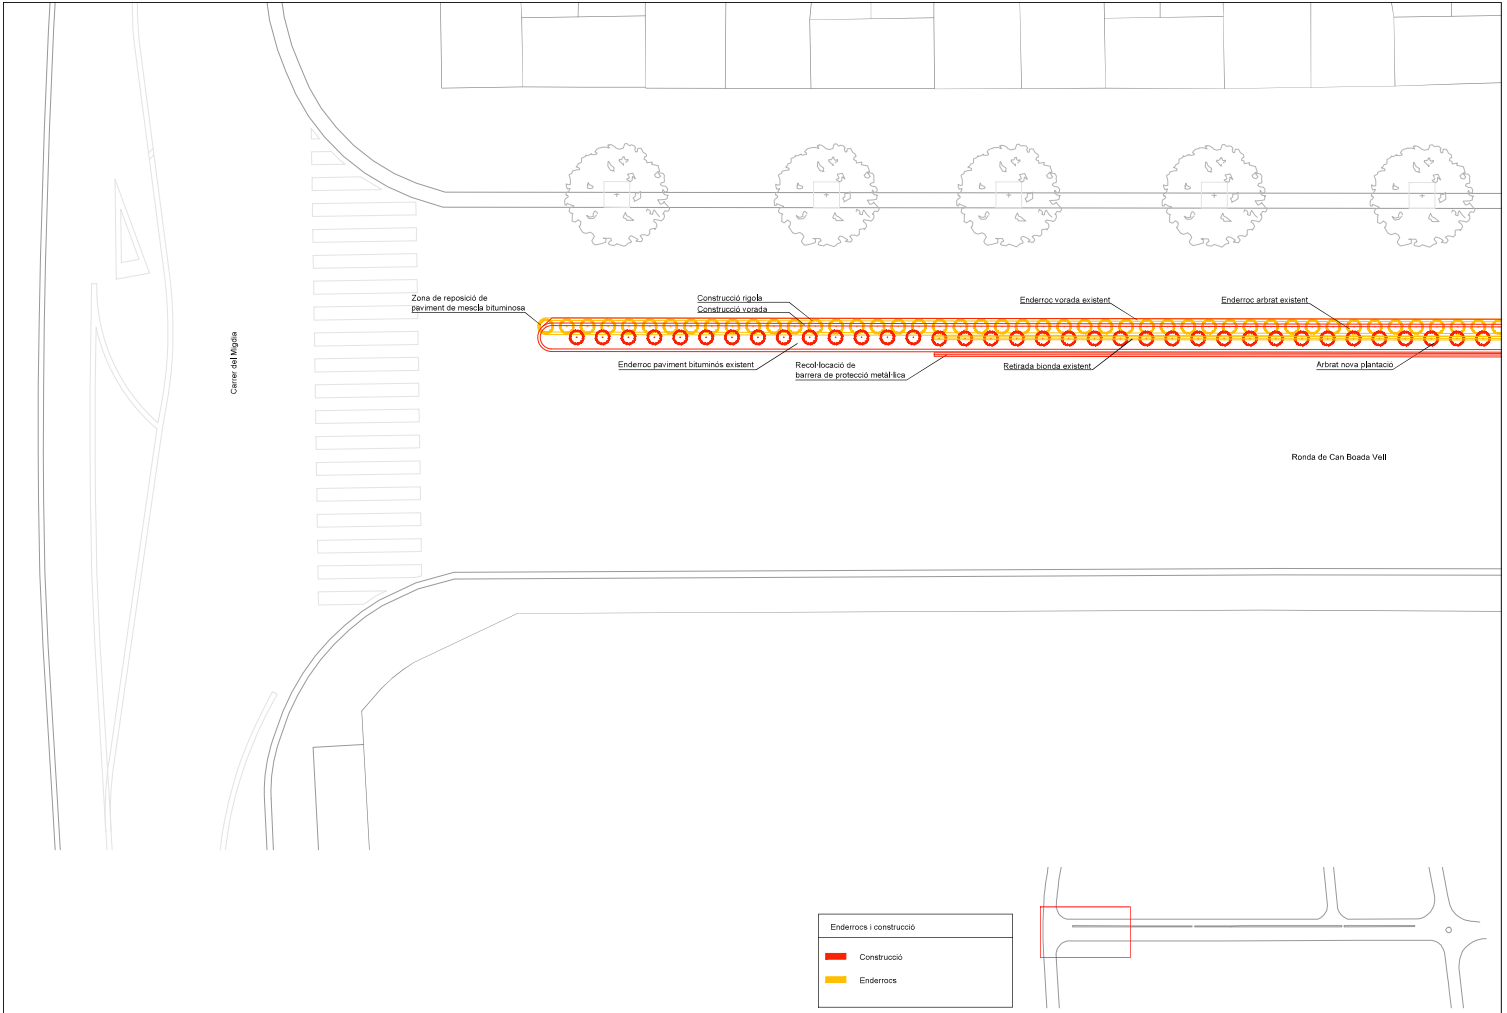 Zona de reposició de
paviment de mescla bituminosa
Construcció rigola
Construcció vorada
Enderroc vorada existent
Enderroc arbrat existent
Enderroc paviment bituminós existent
Recol·locació de
barrera de protecció metàl·lica
Retirada bionda existent
Arbrat nova plantació
Carrer del Migdia
Ronda de Can Boada Vell
Enderrocs i construcció
Construcció
Enderrocs